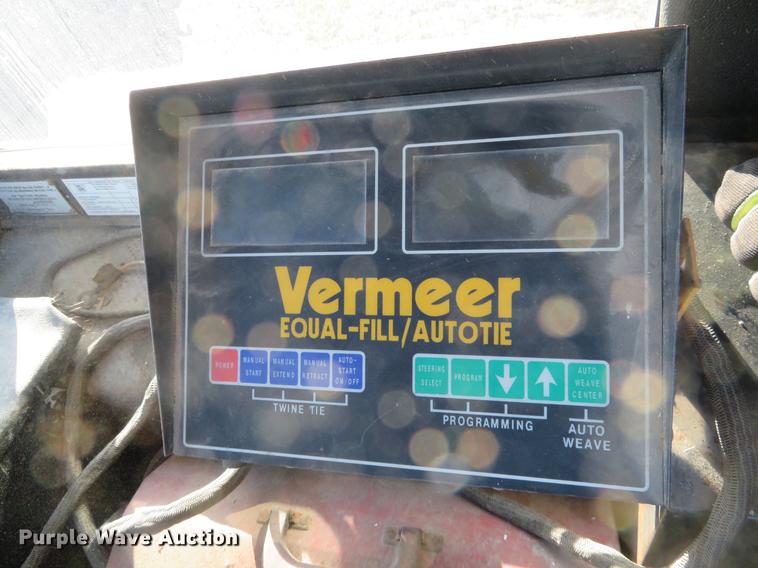 Vermeer
EQUAL-FILL/AUTOTIE
POWER
MANUAL START
MANUAL EXTEND
MANUAL RETRACT
AUTO-START ON/OFF
TWINE TIE
STEERING SELECT
PROGRAM
AUTO WEAVE CENTER
PROGRAMMING
AUTO
WEAVE
Purple Wave Auction